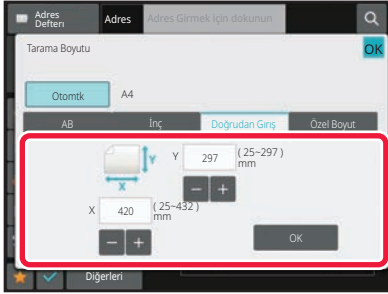 Adres
Defteri
Adres
Adres Girmek için dokunun
Tarama Boyutu
OK
Otomtk
A4
AB
İnç
Doğrudan Giriş
Özel Boyut
Y
X
Y
297
( 25~297 )
mm
− +
X
420
( 25~432 )
mm
− +
OK
Diğerleri